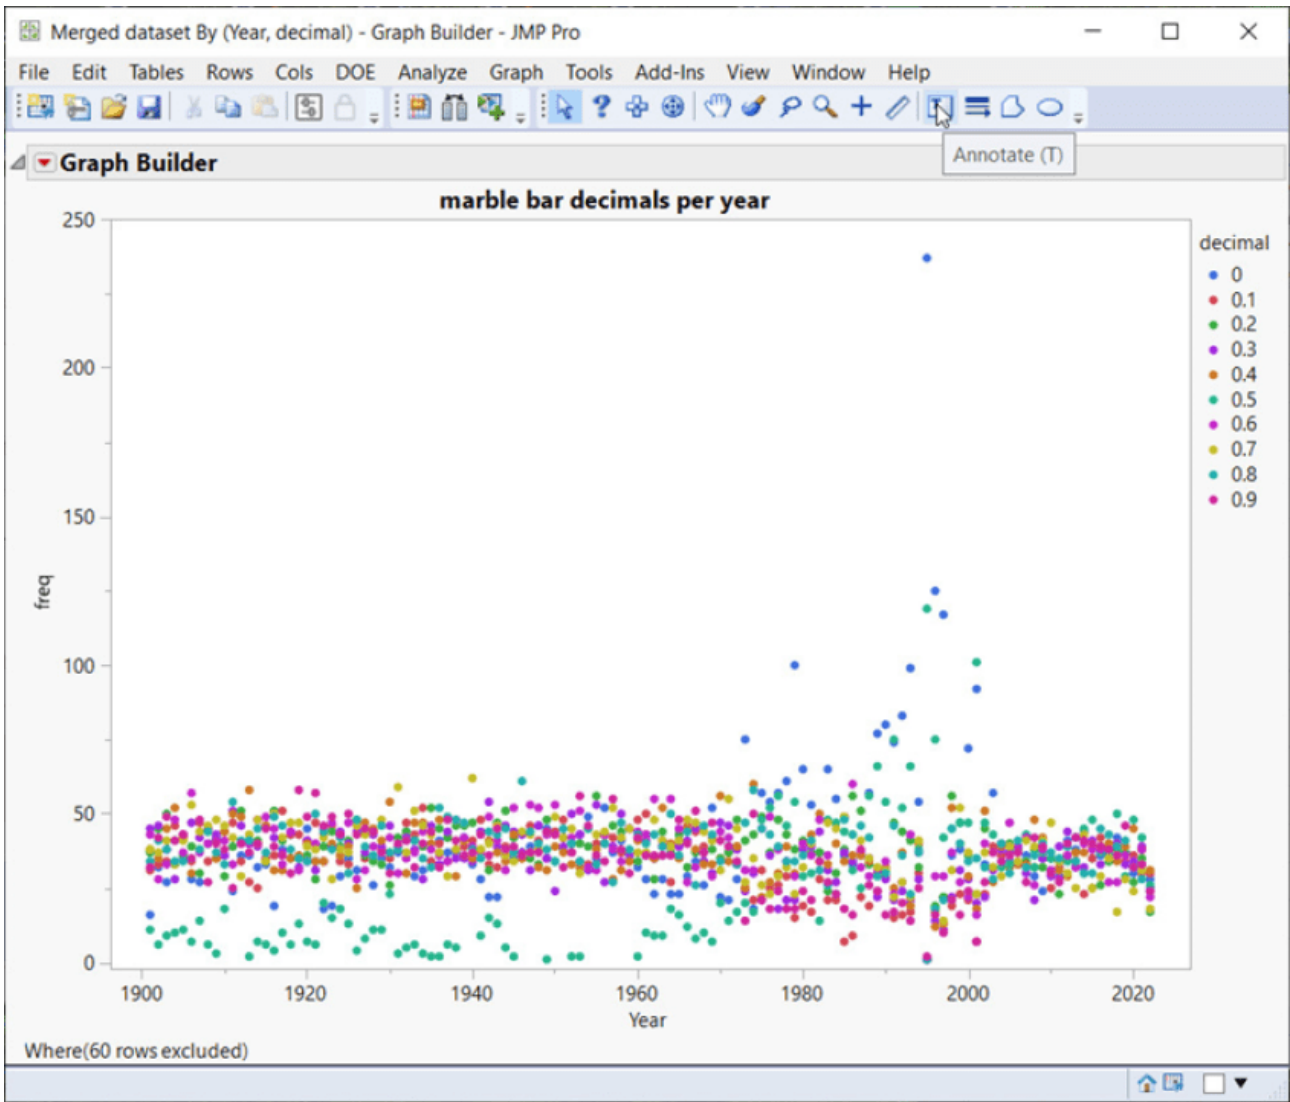 Merged dataset By (Year, decimal) - Graph Builder - JMP Pro
File Edit Tables Rows Cols DOE Analyze Graph Tools Add-Ins View Window Help
Annotate (T)
Graph Builder
marble bar decimals per year
250
200
150
100
50
0
freq
1900 1920 1940 1960 1980 2000 2020
Year
decimal
0
0.1
0.2
0.3
0.4
0.5
0.6
0.7
0.8
0.9
Where(60 rows excluded)